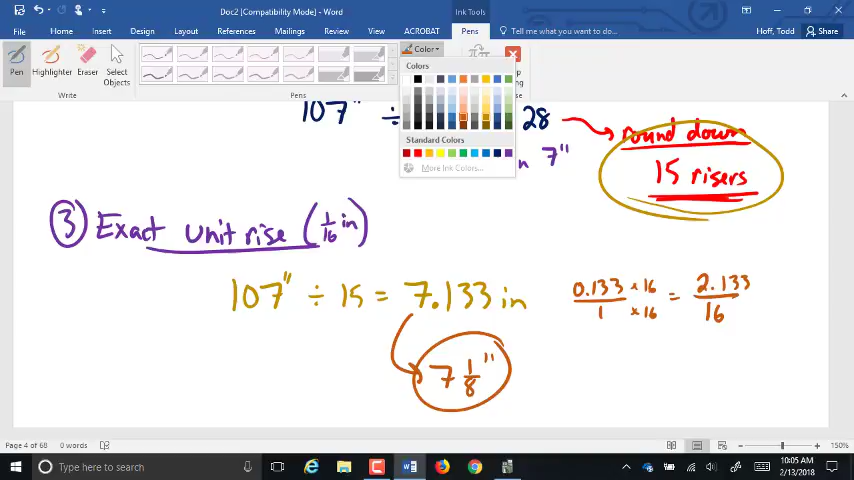 Doc2 [Compatibility Mode] - Word
Ink Tools
Hoff, Todd
File Home Insert Design Layout References Mailings Review View ACROBAT Pens Tell me what you want to do...
Share
Pen Highlighter Eraser Select Objects
Color
Write
Pens
Colors
Standard Colors
More Ink Colors...
107" ÷ 28
round down
15 risers
7"
3 Exact Unit rise (1/16 in)
107" ÷ 15 = 7.133 in
0.133 × 16 / 1 × 16 = 2.133 / 16
7 1/8"
Page 4 of 68 0 words
150%
Type here to search
10:05 AM
2/13/2018